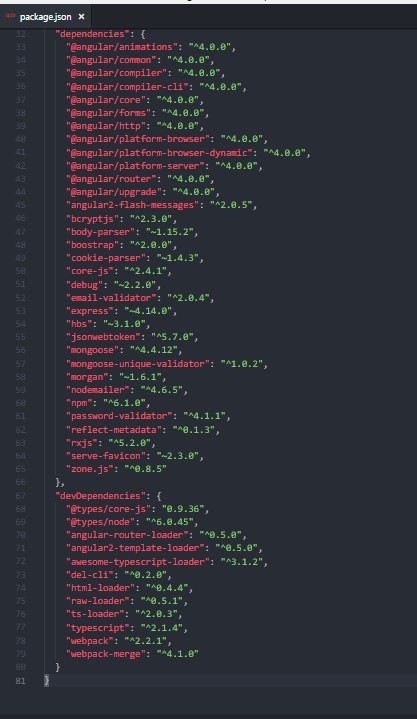 package.json ×
32 "dependencies": {
33 "@angular/animations": "^4.0.0",
34 "@angular/common": "^4.0.0",
35 "@angular/compiler": "^4.0.0",
36 "@angular/compiler-cli": "^4.0.0",
37 "@angular/core": "^4.0.0",
38 "@angular/forms": "^4.0.0",
39 "@angular/http": "^4.0.0",
40 "@angular/platform-browser": "^4.0.0",
41 "@angular/platform-browser-dynamic": "^4.0.0",
42 "@angular/platform-server": "^4.0.0",
43 "@angular/router": "^4.0.0",
44 "@angular/upgrade": "^4.0.0",
45 "angular2-flash-messages": "^2.0.5",
46 "bcryptjs": "^2.3.0",
47 "body-parser": "~1.15.2",
48 "boostrap": "^2.0.0",
49 "cookie-parser": "~1.4.3",
50 "core-js": "^2.4.1",
51 "debug": "~2.2.0",
52 "email-validator": "^2.0.4",
53 "express": "~4.14.0",
54 "hbs": "~3.1.0",
55 "jsonwebtoken": "^5.7.0",
56 "mongoose": "^4.4.12",
57 "mongoose-unique-validator": "^1.0.2",
58 "morgan": "~1.6.1",
59 "nodemailer": "^4.6.5",
60 "npm": "^6.1.0",
61 "password-validator": "^4.1.1",
62 "reflect-metadata": "^0.1.3",
63 "rxjs": "^5.2.0",
64 "serve-favicon": "~2.3.0",
65 "zone.js": "^0.8.5"
66 },
67 "devDependencies": {
68 "@types/core-js": "0.9.36",
69 "@types/node": "^6.0.45",
70 "angular-router-loader": "^0.5.0",
71 "angular2-template-loader": "^0.5.0",
72 "awesome-typescript-loader": "^3.1.2",
73 "del-cli": "^0.2.0",
74 "html-loader": "^0.4.4",
75 "raw-loader": "^0.5.1",
76 "ts-loader": "^2.0.3",
77 "typescript": "^2.1.4",
78 "webpack": "^2.2.1",
79 "webpack-merge": "^4.1.0"
80 }
81 }